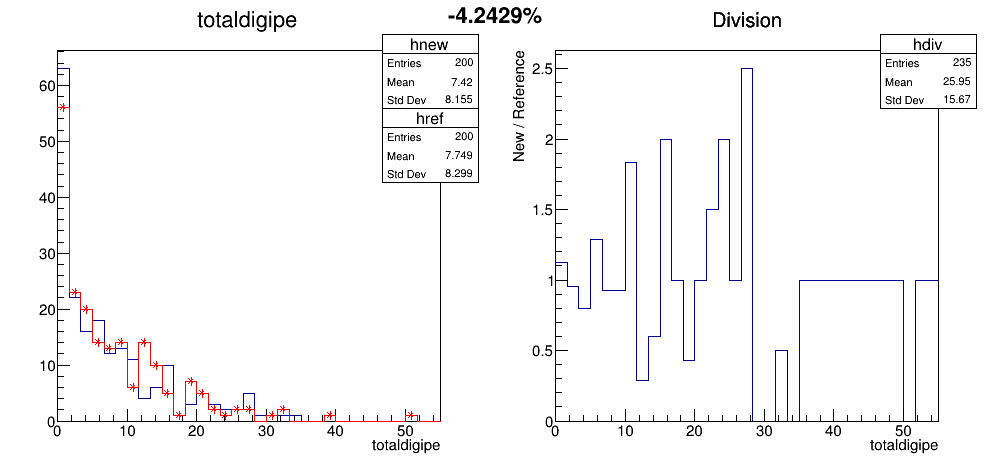 totaldigipe
-4.2429%
Division
hnew
Entries 200
Mean 7.42
Std Dev 8.155
href
Entries 200
Mean 7.749
Std Dev 8.299
60
50
40
30
20
10
0
0 10 20 30 40 50
totaldigipe
hdiv
Entries 235
Mean 25.95
Std Dev 15.67
New / Reference
2.5
2
1.5
1
0.5
0
0 10 20 30 40 50
totaldigipe